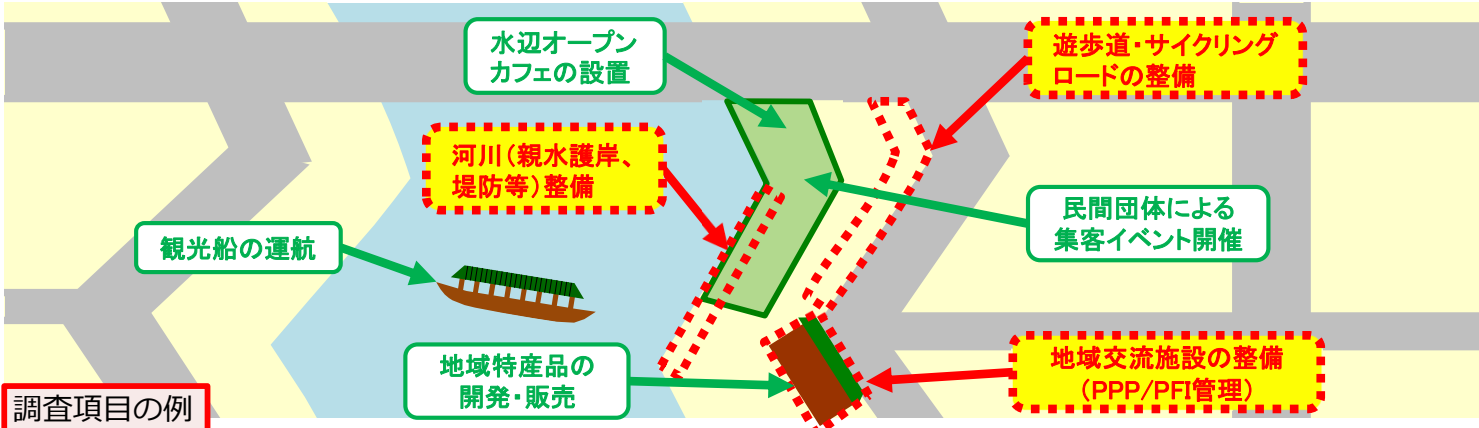 水辺オープン
カフェの設置
遊歩道・サイクリング
ロードの整備
河川（親水護岸、
堤防等）整備
民間団体による
集客イベント開催
観光船の運航
地域特産品の
開発・販売
地域交流施設の整備
（PPP/PFI管理）
調査項目の例